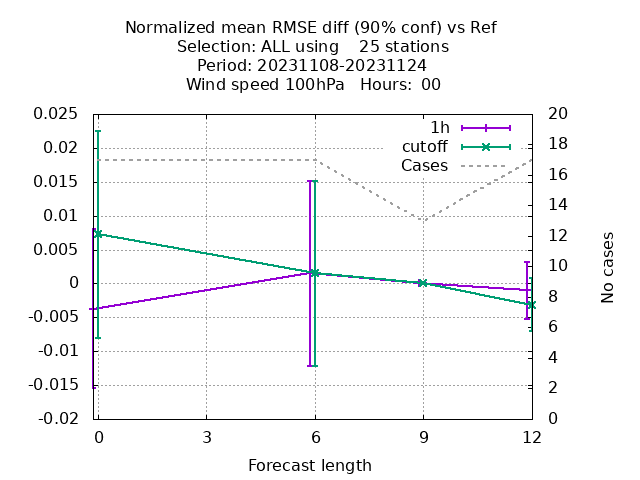 Normalized mean RMSE diff (90% conf) vs Ref
Selection: ALL using    25 stations
Period: 20231108-20231124
Wind speed 100hPa   Hours:  00
0.025
0.02
0.015
0.01
0.005
0
-0.005
-0.01
-0.015
-0.02
1h
cutoff
Cases
20
18
16
14
12
10
8
6
4
2
0
No cases
0 3 6 9 12
Forecast length